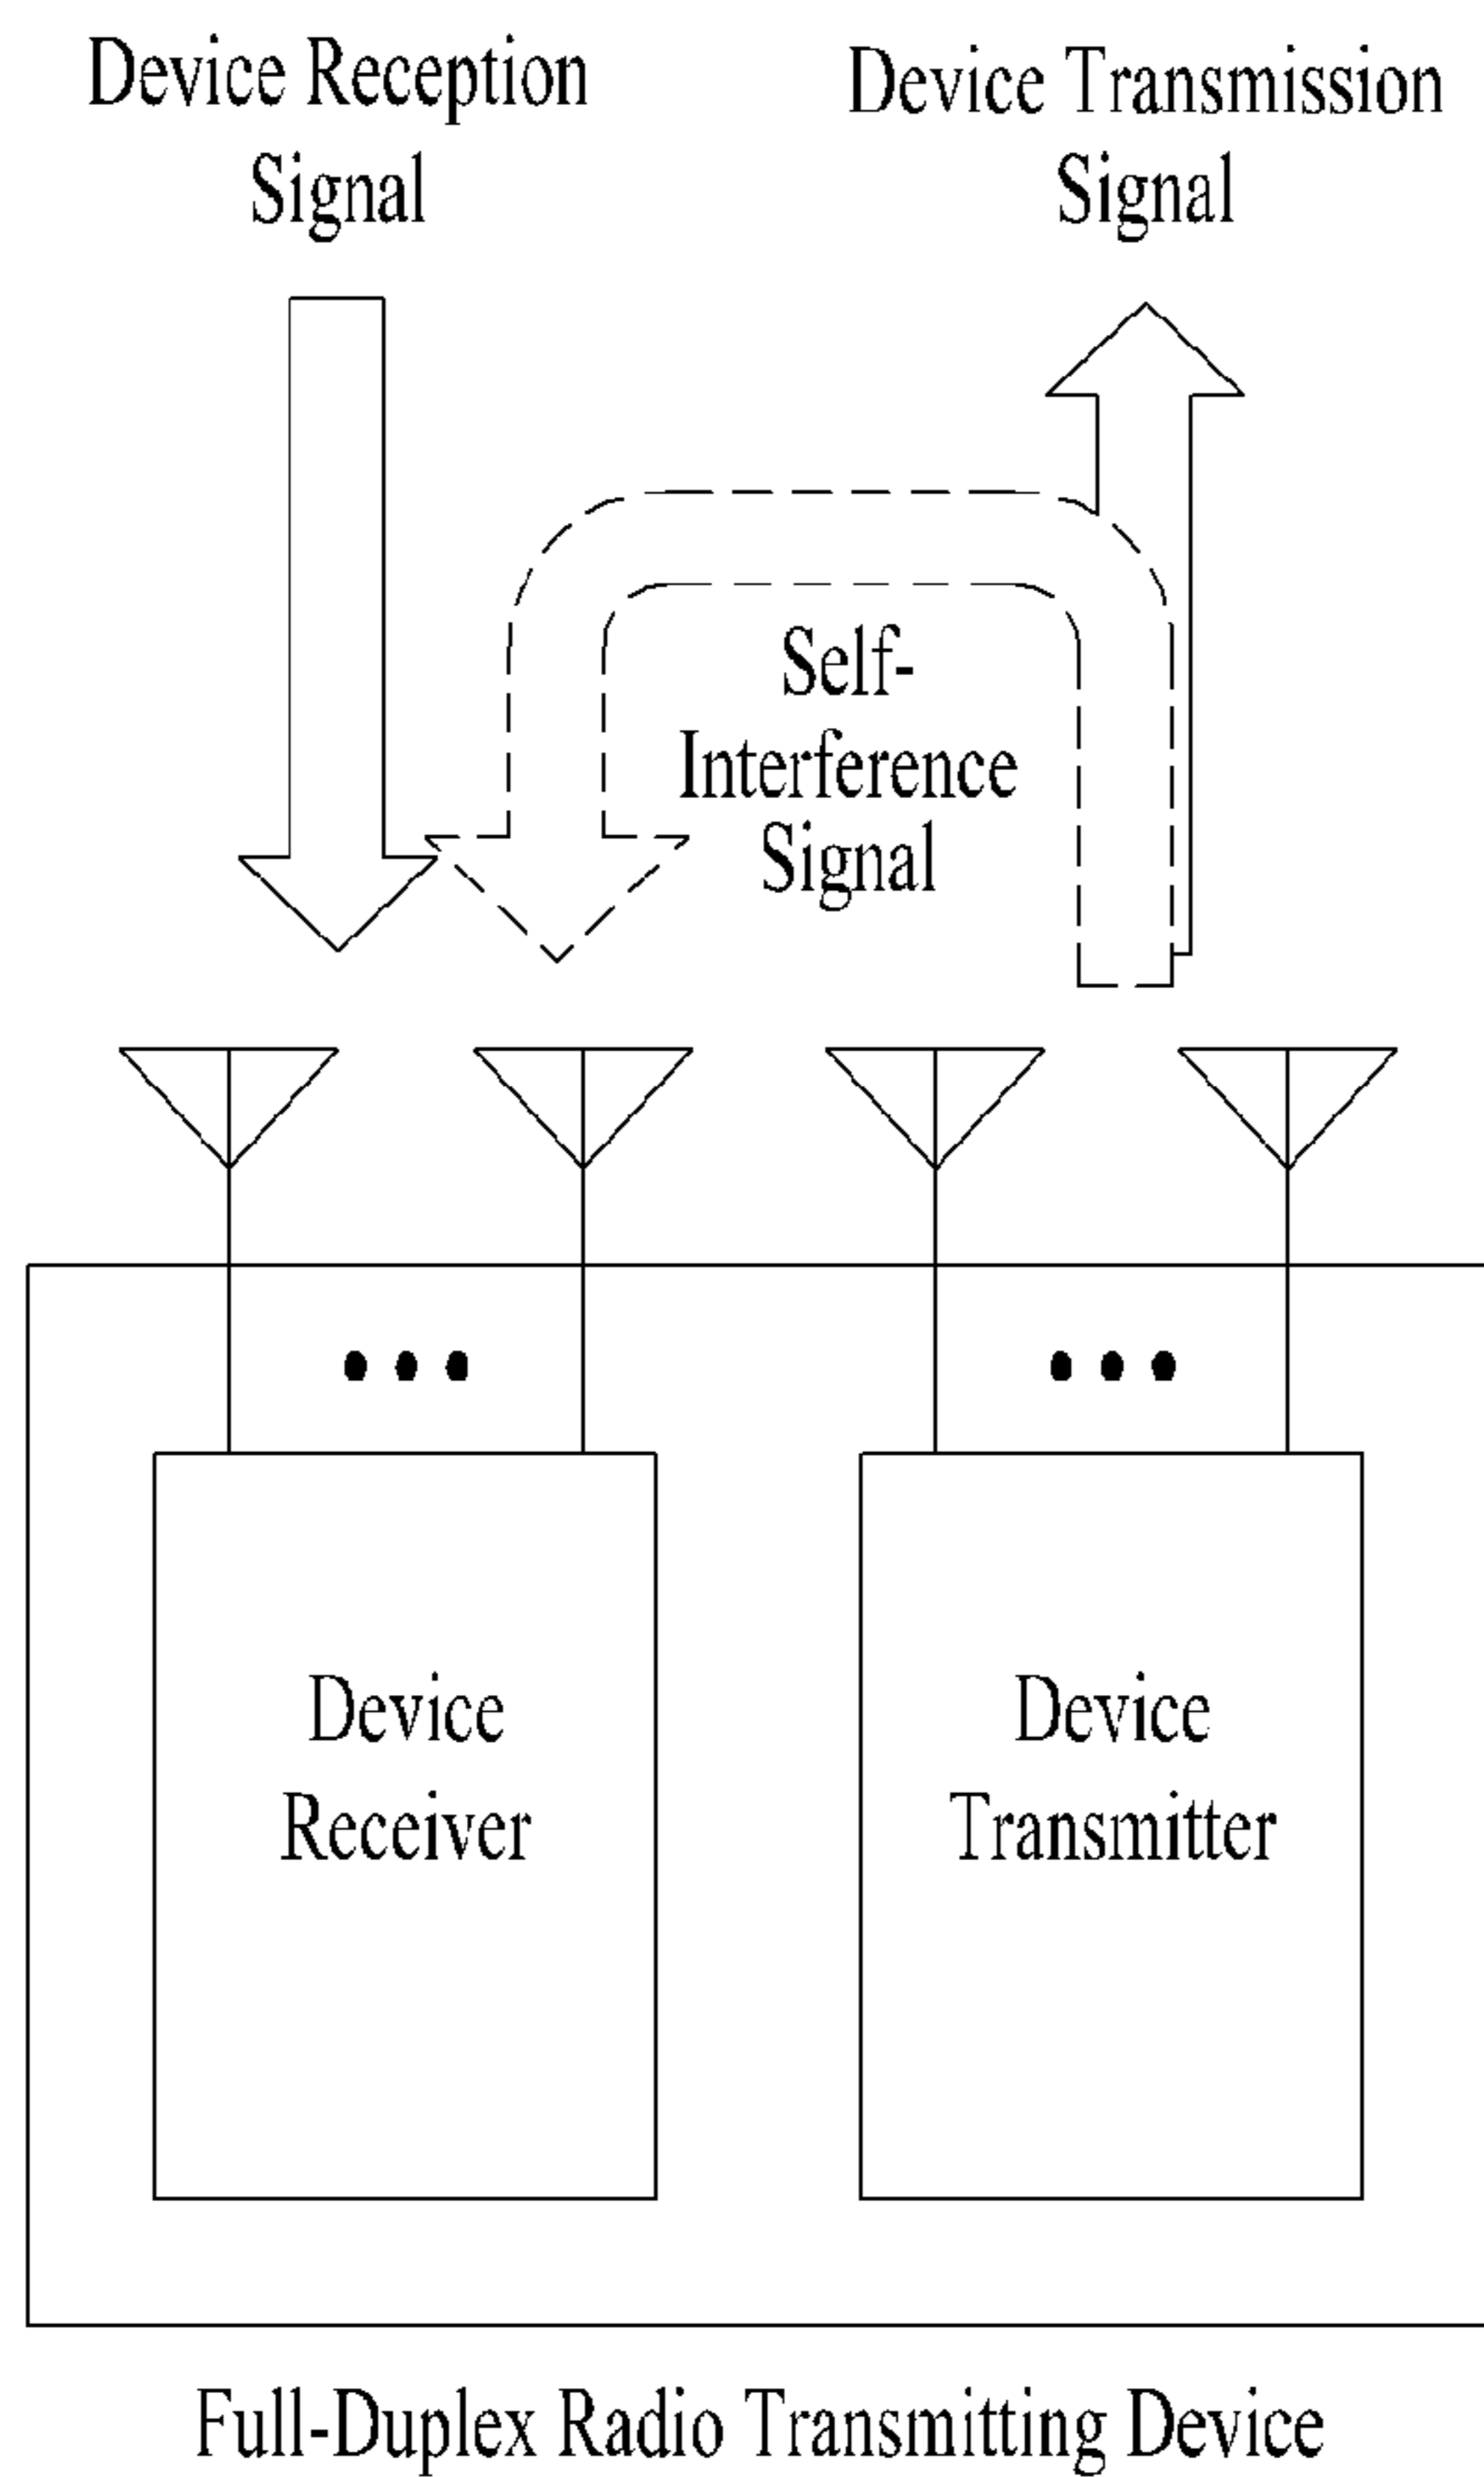 Device Reception
Signal
Device Transmission
Signal
Self-
Interference
Signal
Device
Receiver
Device
Transmitter
Full-Duplex Radio Transmitting Device